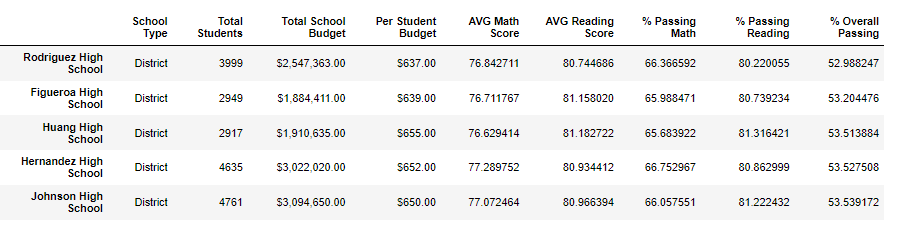 School Type Total Students Total School Budget Per Student Budget AVG Math Score AVG Reading Score % Passing Math % Passing Reading % Overall Passing
Rodriguez High School District 3999 $2,547,363.00 $637.00 76.842711 80.744686 66.366592 80.220055 52.988247
Figueroa High School District 2949 $1,884,411.00 $639.00 76.711767 81.158020 65.988471 80.739234 53.204476
Huang High School District 2917 $1,910,635.00 $655.00 76.629414 81.182722 65.683922 81.316421 53.513884
Hernandez High School District 4635 $3,022,020.00 $652.00 77.289752 80.934412 66.752967 80.862999 53.527508
Johnson High School District 4761 $3,094,650.00 $650.00 77.072464 80.966394 66.057551 81.222432 53.539172